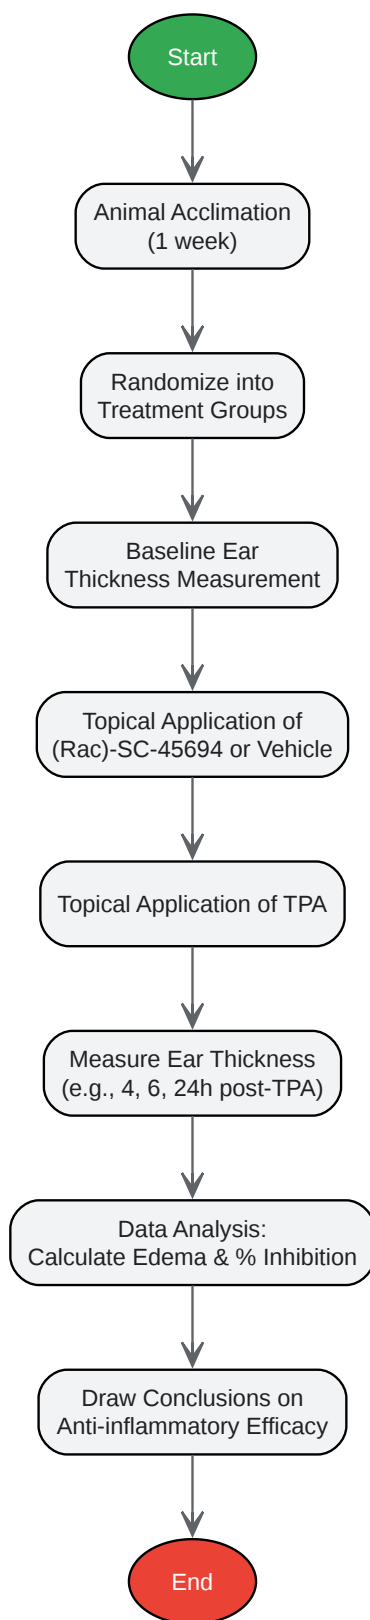 Start
Animal Acclimation
(1 week)
Randomize into
Treatment Groups
Baseline Ear
Thickness Measurement
Topical Application of
(Rac)-SC-45694 or Vehicle
Topical Application of TPA
Measure Ear Thickness
(e.g., 4, 6, 24h post-TPA)
Data Analysis:
Calculate Edema & % Inhibition
Draw Conclusions on
Anti-inflammatory Efficacy
End